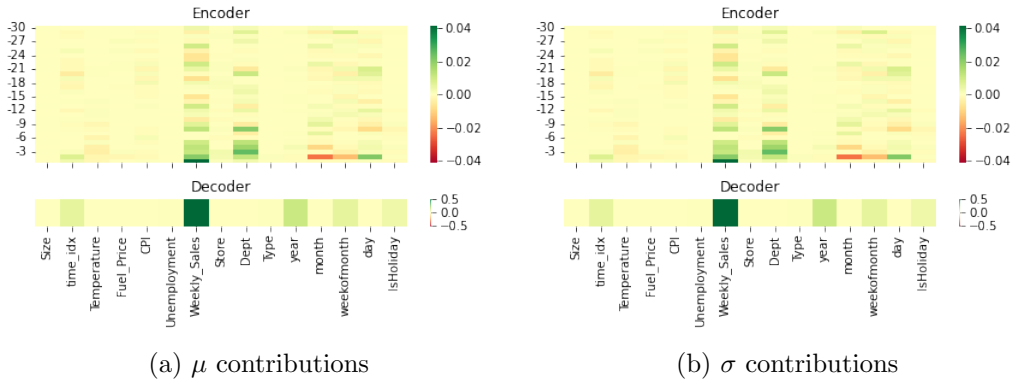 Encoder
-30
-27
-24
-21
-18
-15
-12
-9
-6
-3
0.04
0.02
0.00
−0.02
−0.04
Decoder
0.5
0.0
−0.5
Size
time_idx
Temperature
Fuel_Price
CPI
Unemployment
Weekly_Sales
Store
Dept
Type
year
month
weekofmonth
day
IsHoliday
(a) μ contributions
Encoder
-30
-27
-24
-21
-18
-15
-12
-9
-6
-3
0.04
0.02
0.00
−0.02
−0.04
Decoder
0.5
0.0
−0.5
Size
time_idx
Temperature
Fuel_Price
CPI
Unemployment
Weekly_Sales
Store
Dept
Type
year
month
weekofmonth
day
IsHoliday
(b) σ contributions